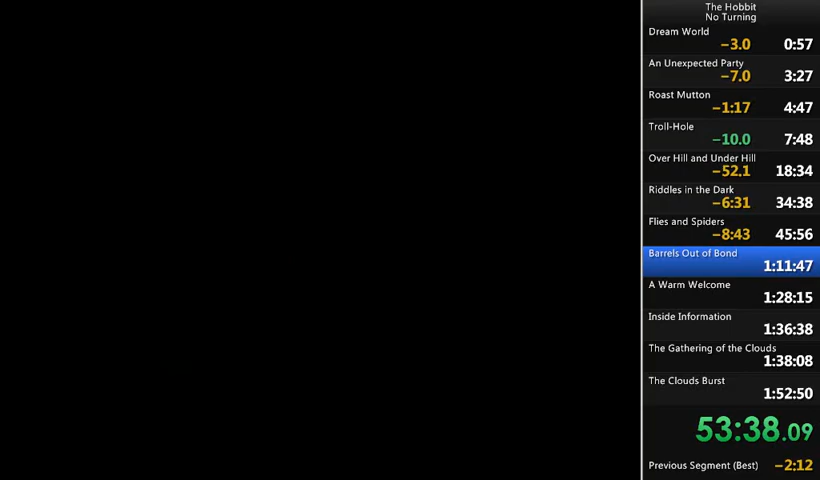 The Hobbit
No Turning
Dream World
−3.0 0:57
An Unexpected Party
−7.0 3:27
Roast Mutton
−1:17 4:47
Troll-Hole
−10.0 7:48
Over Hill and Under Hill
−52.1 18:34
Riddles in the Dark
−6:31 34:38
Flies and Spiders
−8:43 45:56
Barrels Out of Bond
1:11:47
A Warm Welcome
1:28:15
Inside Information
1:36:38
The Gathering of the Clouds
1:38:08
The Clouds Burst
1:52:50
53:38.09
Previous Segment (Best) −2:12